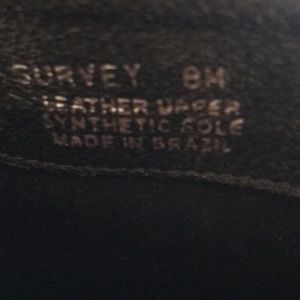 SURVEY 8M
LEATHER UPPER
SYNTHETIC SOLE
MADE IN BRAZIL